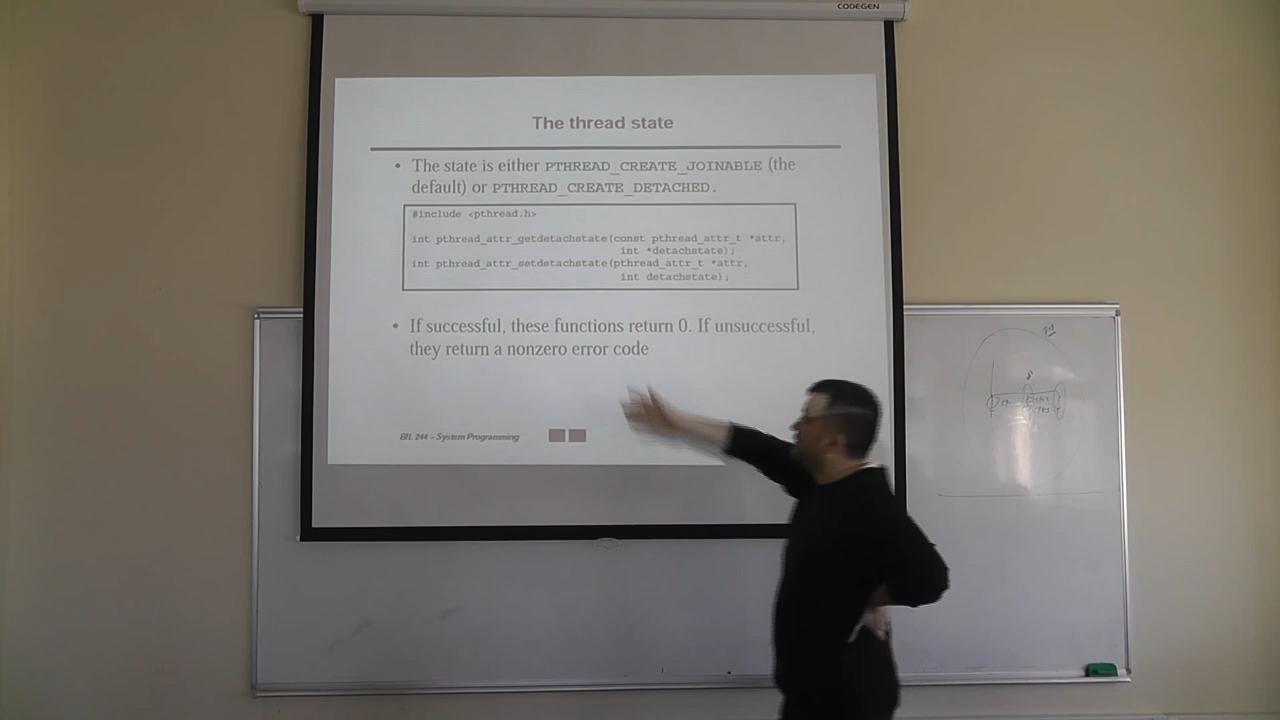 CODEGEN
The thread state
• The state is either PTHREAD_CREATE_JOINABLE (the
default) or PTHREAD_CREATE_DETACHED.
#include <pthread.h>
int pthread_attr_getdetachstate(const pthread_attr_t *attr,
int *detachstate);
int pthread_attr_setdetachstate(pthread_attr_t *attr,
int detachstate);
• If successful, these functions return 0. If unsuccessful,
they return a nonzero error code
BIL 244 – System Programming